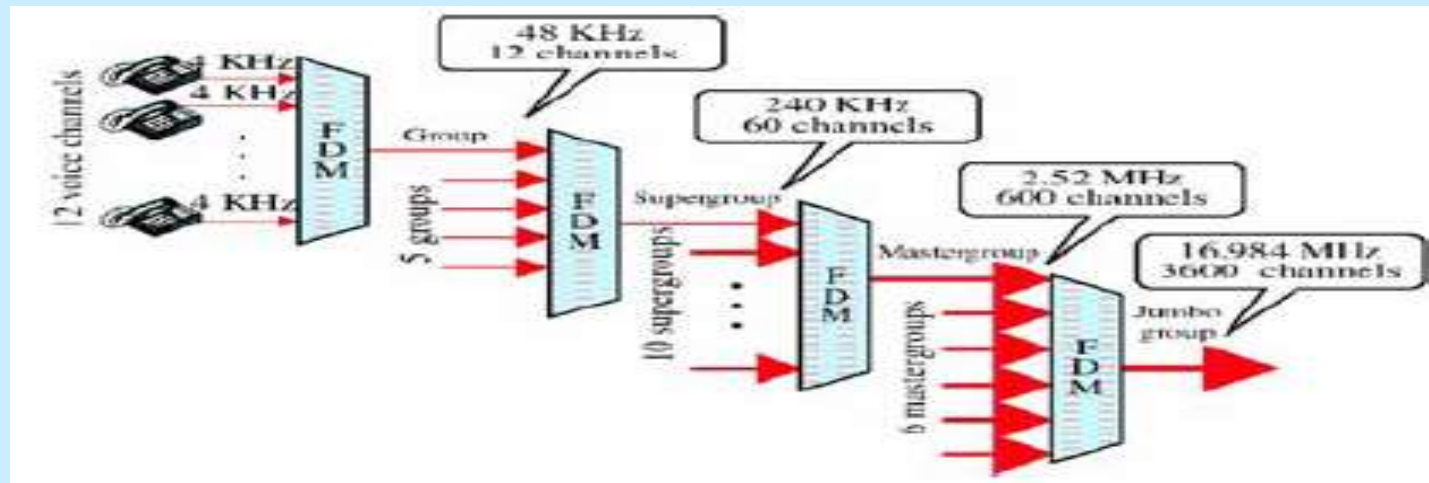 12 voice channels
4 KHz
4 KHz
4 KHz
FDM
48 KHz
12 channels
Group
5 groups
FDM
240 KHz
60 channels
Supergroup
10 supergroups
FDM
2.52 MHz
600 channels
Mastergroup
6 mastergroups
FDM
16.984 MHz
3600 channels
Jumbo
group